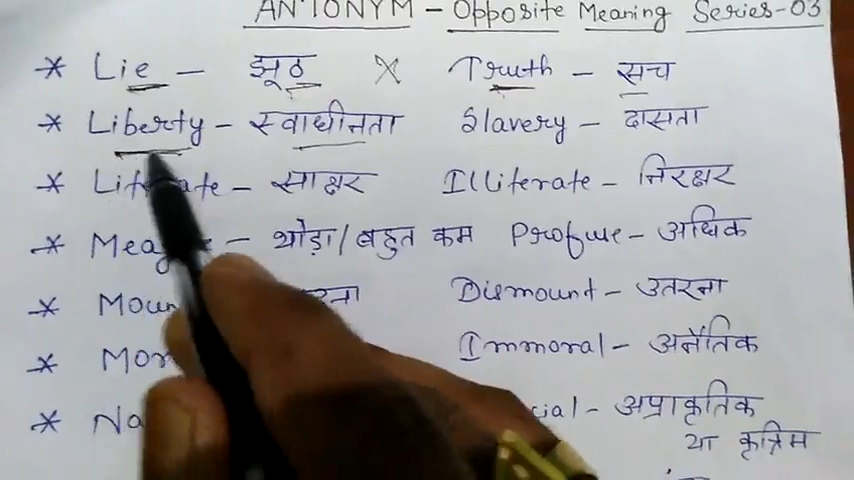 ANTONYM - Opposite Meaning Series-03
* Lie - झूठ × Truth - सच
* Liberty - स्वाधीनता Slavery - दासता
* Literate - साक्षर Illiterate - निरक्षर
* - थोड़ा/बहुत कम Profuse - अधिक
* Dismount - उतरना
* Immoral - अनैतिक
* - अप्राकृतिक
या कृत्रिम